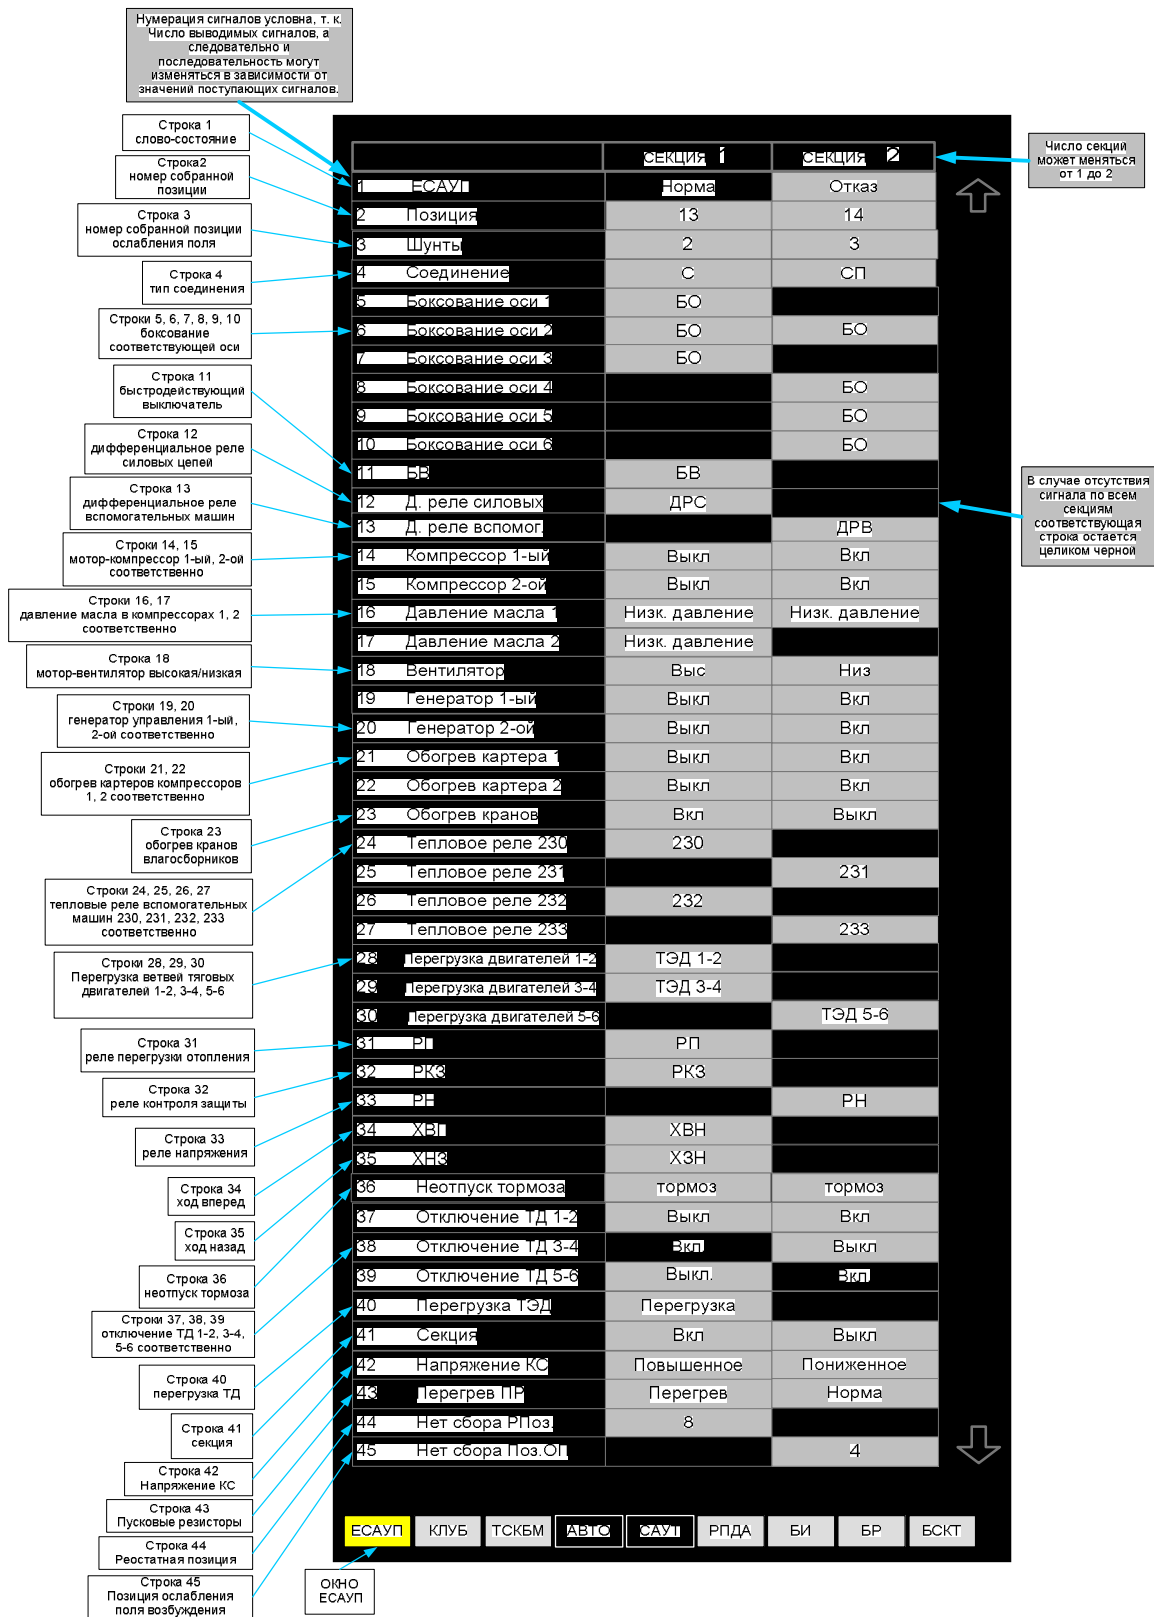 Нумерация сигналов условна, т. к.
Число выводимых сигналов, а
следовательно и
последовательность могут
изменяться в зависимости от
значений поступающих сигналов.
Строка 1
слово-состояние
Строка2
номер собранной
позиции
Строка 3
номер собранной позиции
ослабления поля
Строка 4
тип соединения
Строки 5, 6, 7, 8, 9, 10
боксование
соответствующей оси
Строка 11
быстродействующий
выключатель
Строка 12
дифференциальное реле
силовых цепей
Строка 13
дифференциальное реле
вспомогательных машин
Строки 14, 15
мотор-компрессор 1-ый, 2-ой
соответственно
Строки 16, 17
давление масла в компрессорах 1, 2
соответственно
Строка 18
мотор-вентилятор высокая/низкая
Строки 19, 20
генератор управления 1-ый,
2-ой соответственно
Строки 21, 22
обогрев картеров компрессоров
1, 2 соответственно
Строка 23
обогрев кранов
влагосборников
Строки 24, 25, 26, 27
тепловые реле вспомогательных
машин 230, 231, 232, 233
соответственно
Строки 28, 29, 30
Перегрузка ветвей тяговых
двигателей 1-2, 3-4, 5-6
Строка 31
реле перегрузки отопления
Строка 32
реле контроля защиты
Строка 33
реле напряжения
Строка 34
ход вперед
Строка 35
ход назад
Строка 36
неотпуск тормоза
Строки 37, 38, 39
отключение ТД 1-2, 3-4,
5-6 соответственно
Строка 40
перегрузка ТД
Строка 41
секция
Строка 42
Напряжение КС
Строка 43
Пусковые резисторы
Строка 44
Реостатная позиция
Строка 45
Позиция ослабления
поля возбуждения
СЕКЦИЯ 1 СЕКЦИЯ 2
1 ЕСАУП Норма Отказ
2 Позиция 13 14
3 Шунты 2 3
4 Соединение С СП
5 Боксование оси 1 БО
6 Боксование оси 2 БО БО
7 Боксование оси 3 БО
8 Боксование оси 4 БО
9 Боксование оси 5 БО
10 Боксование оси 6 БО
11 БВ БВ
12 Д. реле силовых ДРС
13 Д. реле вспомог. ДРВ
14 Компрессор 1-ый Выкл Вкл
15 Компрессор 2-ой Выкл Вкл
16 Давление масла 1 Низк. давление Низк. давление
17 Давление масла 2 Низк. давление
18 Вентилятор Выс Низ
19 Генератор 1-ый Выкл Вкл
20 Генератор 2-ой Выкл Вкл
21 Обогрев картера 1 Выкл Вкл
22 Обогрев картера 2 Выкл Вкл
23 Обогрев кранов Вкл Выкл
24 Тепловое реле 230 230
25 Тепловое реле 231 231
26 Тепловое реле 232 232
27 Тепловое реле 233 233
28 Перегрузка двигателей 1-2 ТЭД 1-2
29 Перегрузка двигателей 3-4 ТЭД 3-4
30 Перегрузка двигателей 5-6 ТЭД 5-6
31 РП РП
32 РКЗ РКЗ
33 РН РН
34 ХВП ХВН
35 ХНЗ ХЗН
36 Неотпуск тормоза тормоз тормоз
37 Отключение ТД 1-2 Выкл Вкл
38 Отключение ТД 3-4 Вкл. Выкл
39 Отключение ТД 5-6 Выкл. Вкл.
40 Перегрузка ТЭД Перегрузка
41 Секция Вкл Выкл
42 Напряжение КС Повышенное Пониженное
43 Перегрев ПР Перегрев Норма
44 Нет сбора РПоз. 8
45 Нет сбора Поз.ОП 4
Число секций
может меняться
от 1 до 2
В случае отсутствия
сигнала по всем
секциям
соответствующая
строка остается
целиком черной
ЕСАУП КЛУБ ТСКБМ АВТО САУТ РПДА БИ БР БСКТ
ОКНО
ЕСАУП